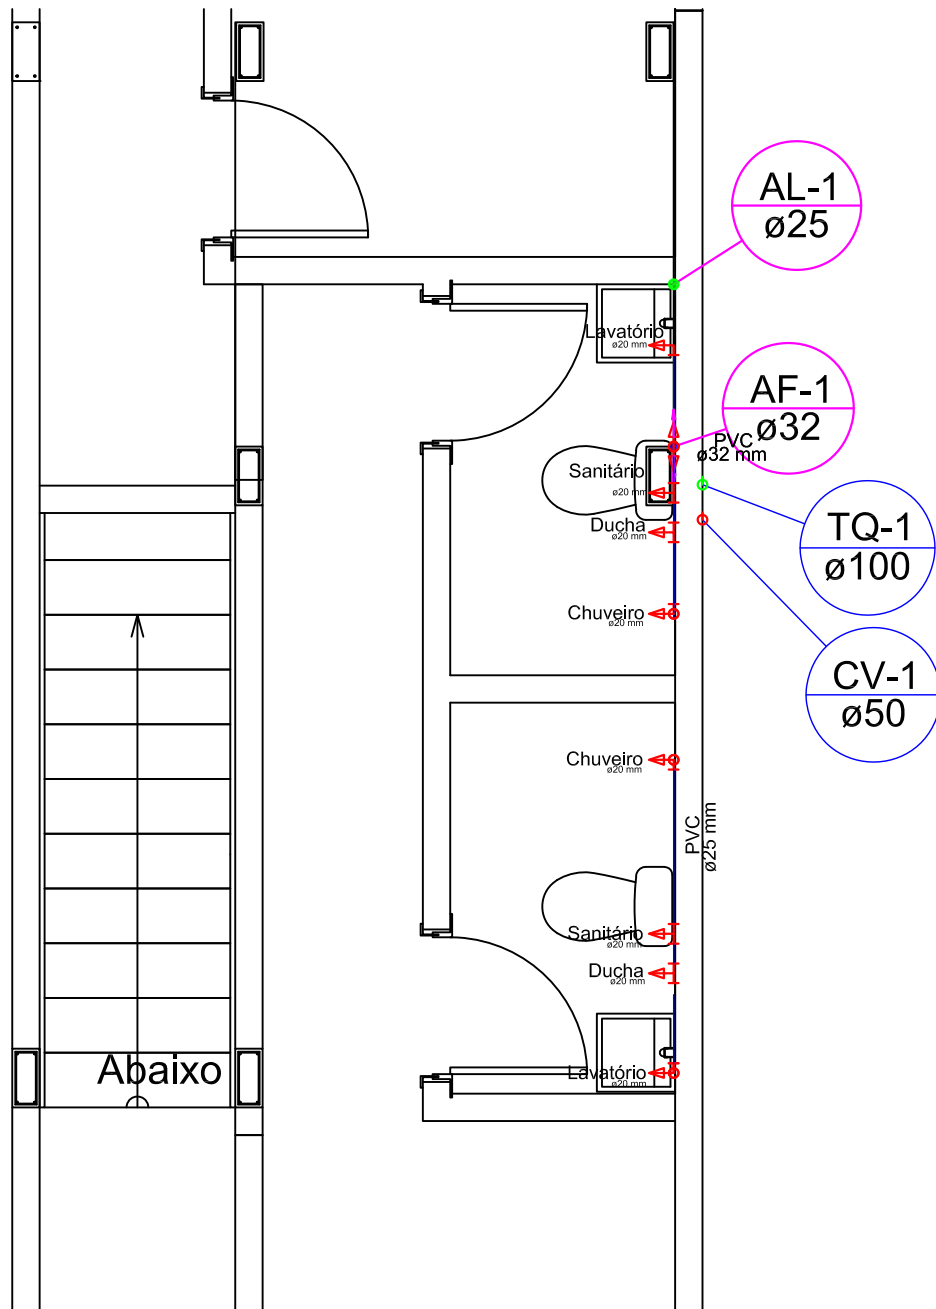 AL-1
ø25
Lavatório
ø20 mm
AF-1
ø32
PVC
ø32 mm
Sanitário
ø20 mm
Ducha
ø20 mm
TQ-1
ø100
Chuveiro
ø20 mm
CV-1
ø50
Chuveiro
ø20 mm
PVC
ø25 mm
Sanitário
ø20 mm
Ducha
ø20 mm
Abaixo
Lavatório
ø20 mm